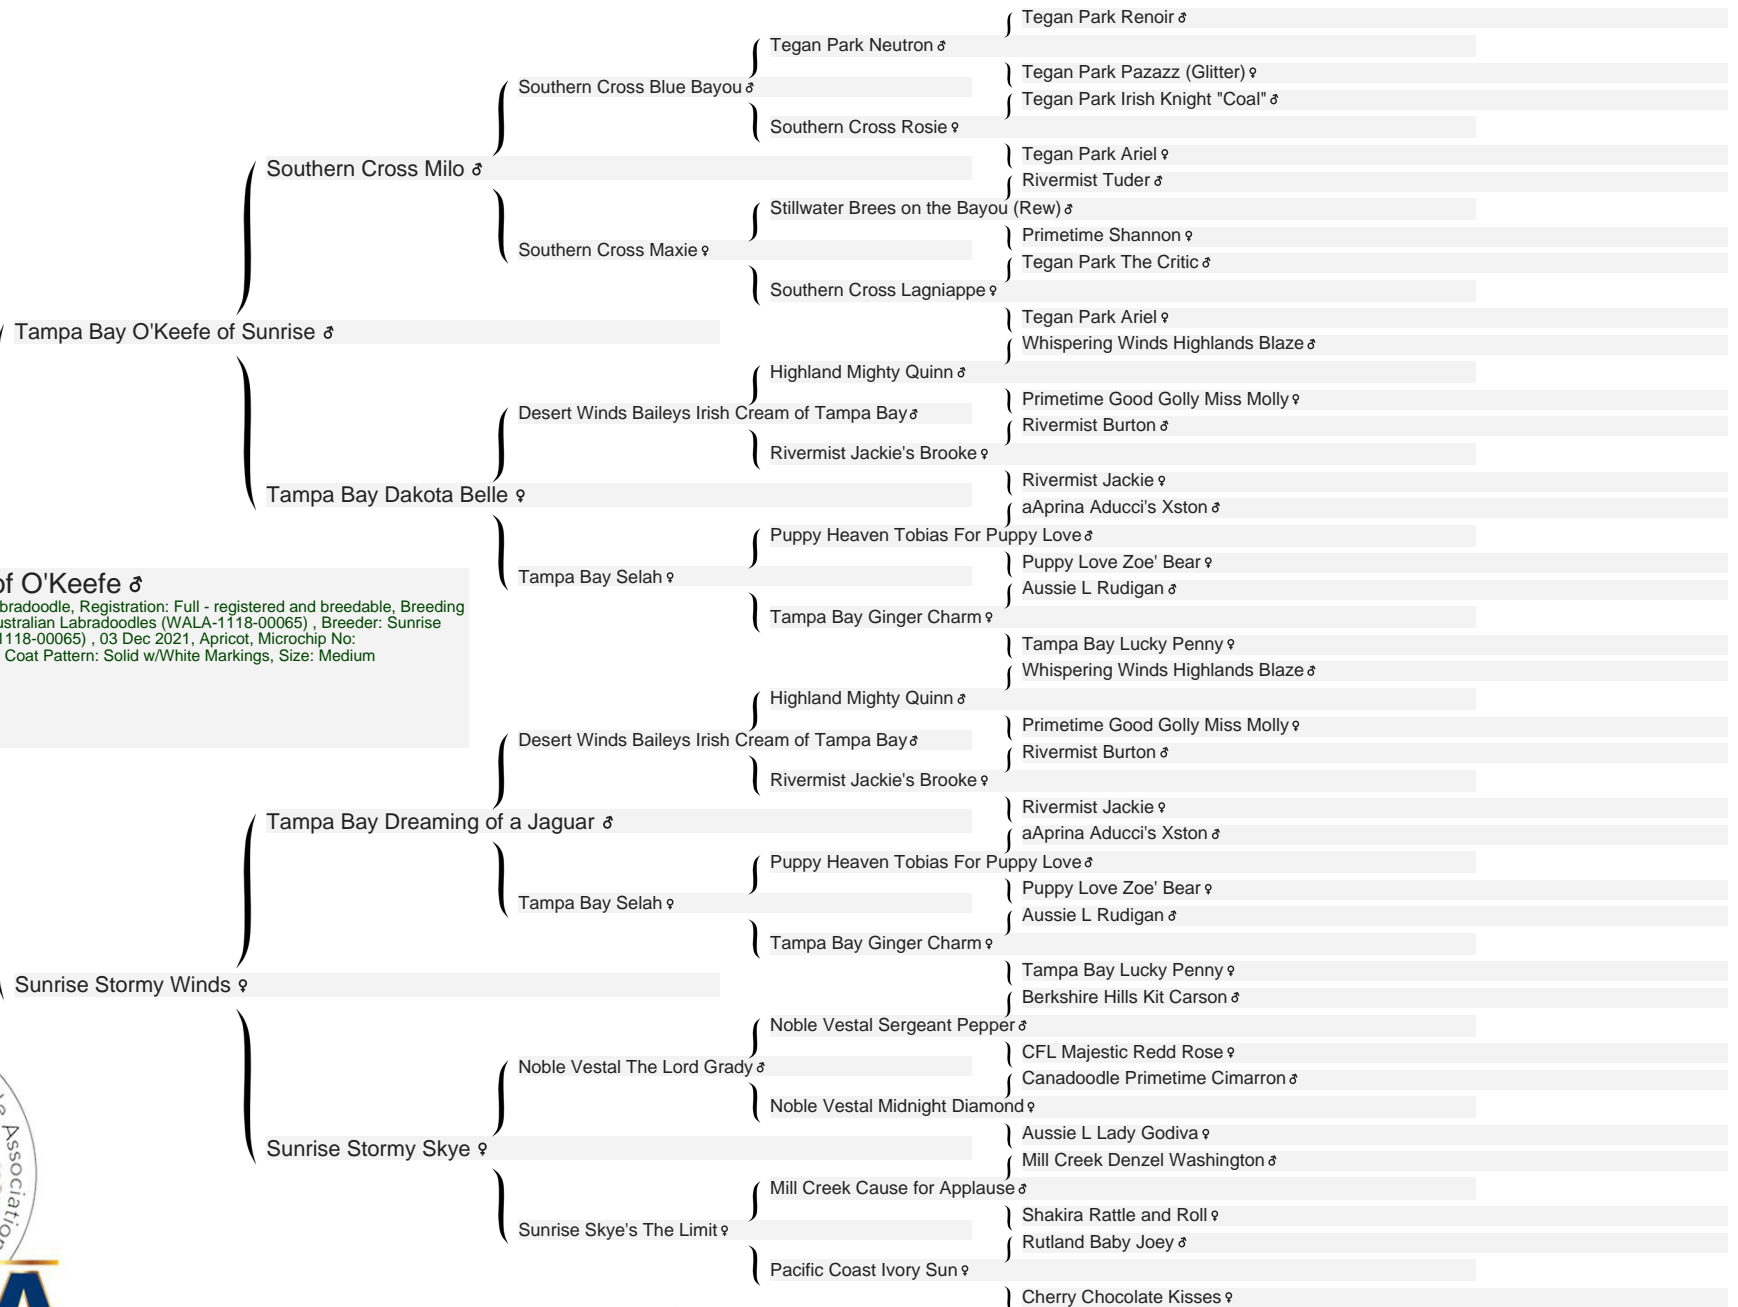 Tegan Park Renoir ♂
Tegan Park Neutron ♂
Tegan Park Pazazz (Glitter) ♀
Southern Cross Blue Bayou ♂
Tegan Park Irish Knight "Coal" ♂
Southern Cross Rosie ♀
Tegan Park Ariel ♀
Southern Cross Milo ♂
Rivermist Tuder ♂
Stillwater Brees on the Bayou (Rew) ♂
Primetime Shannon ♀
Southern Cross Maxie ♀
Tegan Park The Critic ♂
Southern Cross Lagniappe ♀
Tegan Park Ariel ♀
Tampa Bay O'Keefe of Sunrise ♂
Whispering Winds Highlands Blaze ♂
Highland Mighty Quinn ♂
Primetime Good Golly Miss Molly ♀
Desert Winds Baileys Irish Cream of Tampa Bay ♂
Rivermist Burton ♂
Rivermist Jackie's Brooke ♀
Rivermist Jackie ♀
Tampa Bay Dakota Belle ♀
aAprina Aducci's Xston ♂
Puppy Heaven Tobias For Puppy Love ♂
Puppy Love Zoe' Bear ♀
Tampa Bay Selah ♀
Aussie L Rudigan ♂
Tampa Bay Ginger Charm ♀
Tampa Bay Lucky Penny ♀
of O'Keefe ♂
bradoodle, Registration: Full - registered and breedable, Breeding
ustralian Labradoodles (WALA-1118-00065) , Breeder: Sunrise
1118-00065) , 03 Dec 2021, Apricot, Microchip No:
Coat Pattern: Solid w/White Markings, Size: Medium
Whispering Winds Highlands Blaze ♂
Highland Mighty Quinn ♂
Primetime Good Golly Miss Molly ♀
Desert Winds Baileys Irish Cream of Tampa Bay ♂
Rivermist Burton ♂
Rivermist Jackie's Brooke ♀
Rivermist Jackie ♀
Tampa Bay Dreaming of a Jaguar ♂
aAprina Aducci's Xston ♂
Puppy Heaven Tobias For Puppy Love ♂
Puppy Love Zoe' Bear ♀
Tampa Bay Selah ♀
Aussie L Rudigan ♂
Tampa Bay Ginger Charm ♀
Tampa Bay Lucky Penny ♀
Sunrise Stormy Winds ♀
Berkshire Hills Kit Carson ♂
Noble Vestal Sergeant Pepper ♂
CFL Majestic Redd Rose ♀
Noble Vestal The Lord Grady ♂
Canadoodle Primetime Cimarron ♂
Noble Vestal Midnight Diamond ♀
Aussie L Lady Godiva ♀
Sunrise Stormy Skye ♀
Mill Creek Denzel Washington ♂
Mill Creek Cause for Applause ♂
Shakira Rattle and Roll ♀
Sunrise Skye's The Limit ♀
Rutland Baby Joey ♂
Pacific Coast Ivory Sun ♀
Cherry Chocolate Kisses ♀
Association
A